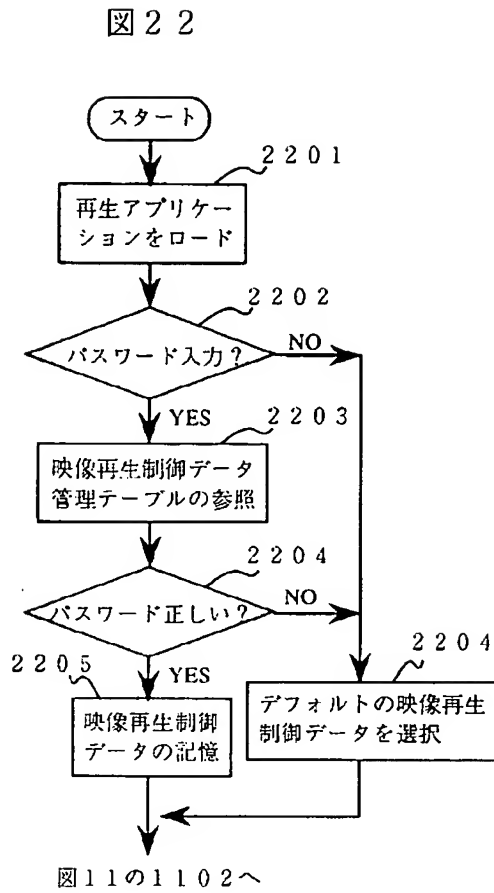 図２２
スタート
２２０１
再生アプリケー
ションをロード
２２０２
パスワード入力？
NO
YES
２２０３
映像再生制御データ
管理テーブルの参照
２２０４
パスワード正しい？
NO
２２０４
２２０５
YES
デフォルトの映像再生
制御データを選択
映像再生制御
データの記憶
図１１の１１０２へ